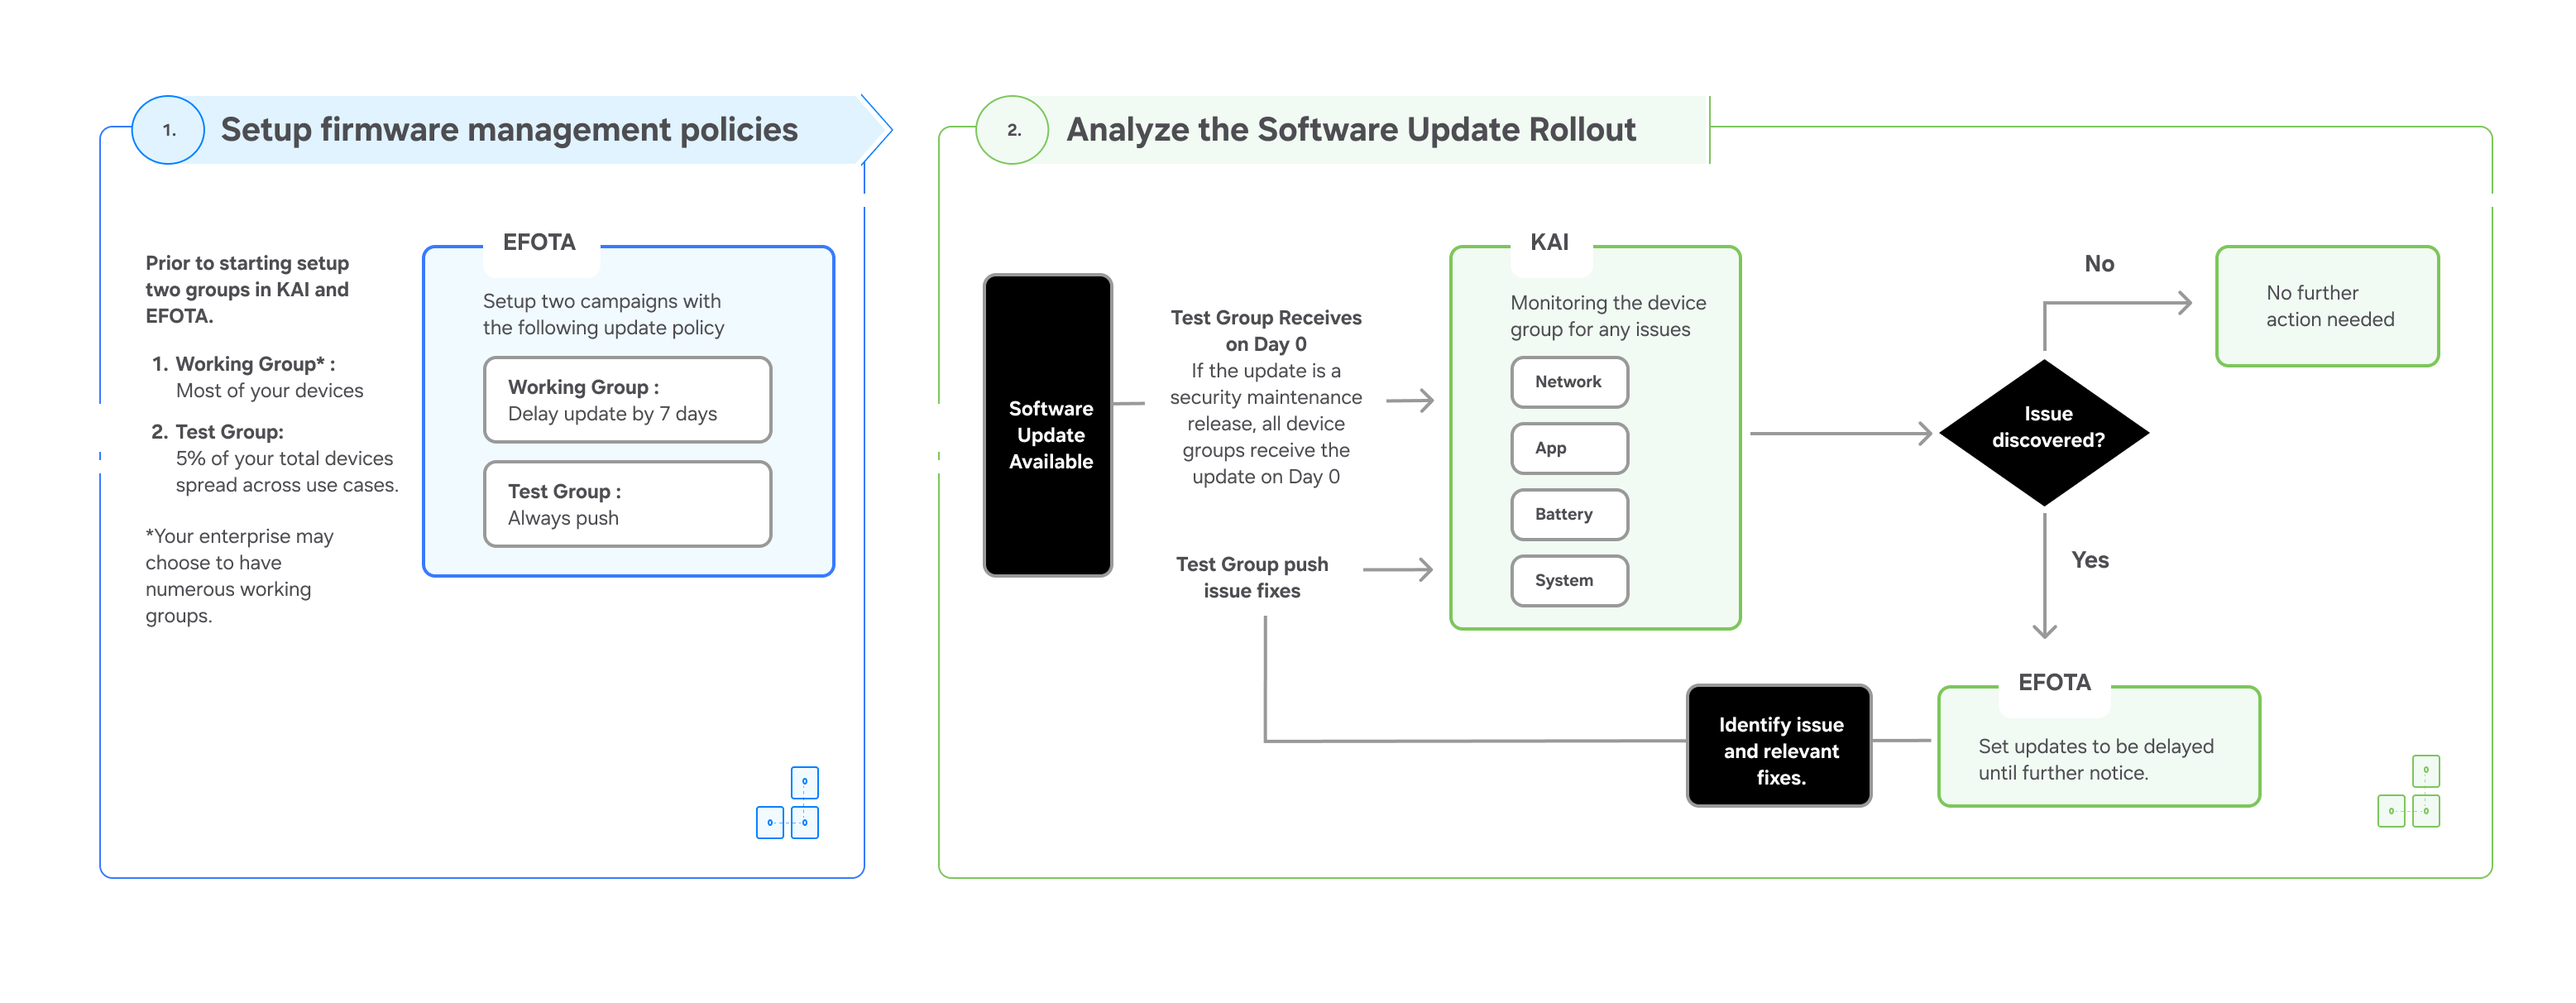 1.
Setup firmware management policies
Prior to starting setup
two groups in KAI and
EFOTA.
1. Working Group* :
Most of your devices
2. Test Group:
5% of your total devices
spread across use cases.
*Your enterprise may
choose to have
numerous working
groups.
EFOTA
Setup two campaigns with
the following update policy
Working Group :
Delay update by 7 days
Test Group :
Always push
2.
Analyze the Software Update Rollout
Software
Update
Available
Test Group Receives
on Day 0
If the update is a
security maintenance
release, all device
groups receive the
update on Day 0
Test Group push
issue fixes
KAI
Monitoring the device
group for any issues
Network
App
Battery
System
Issue
discovered?
No
No further
action needed
Yes
EFOTA
Set updates to be delayed
until further notice.
Identify issue
and relevant
fixes.